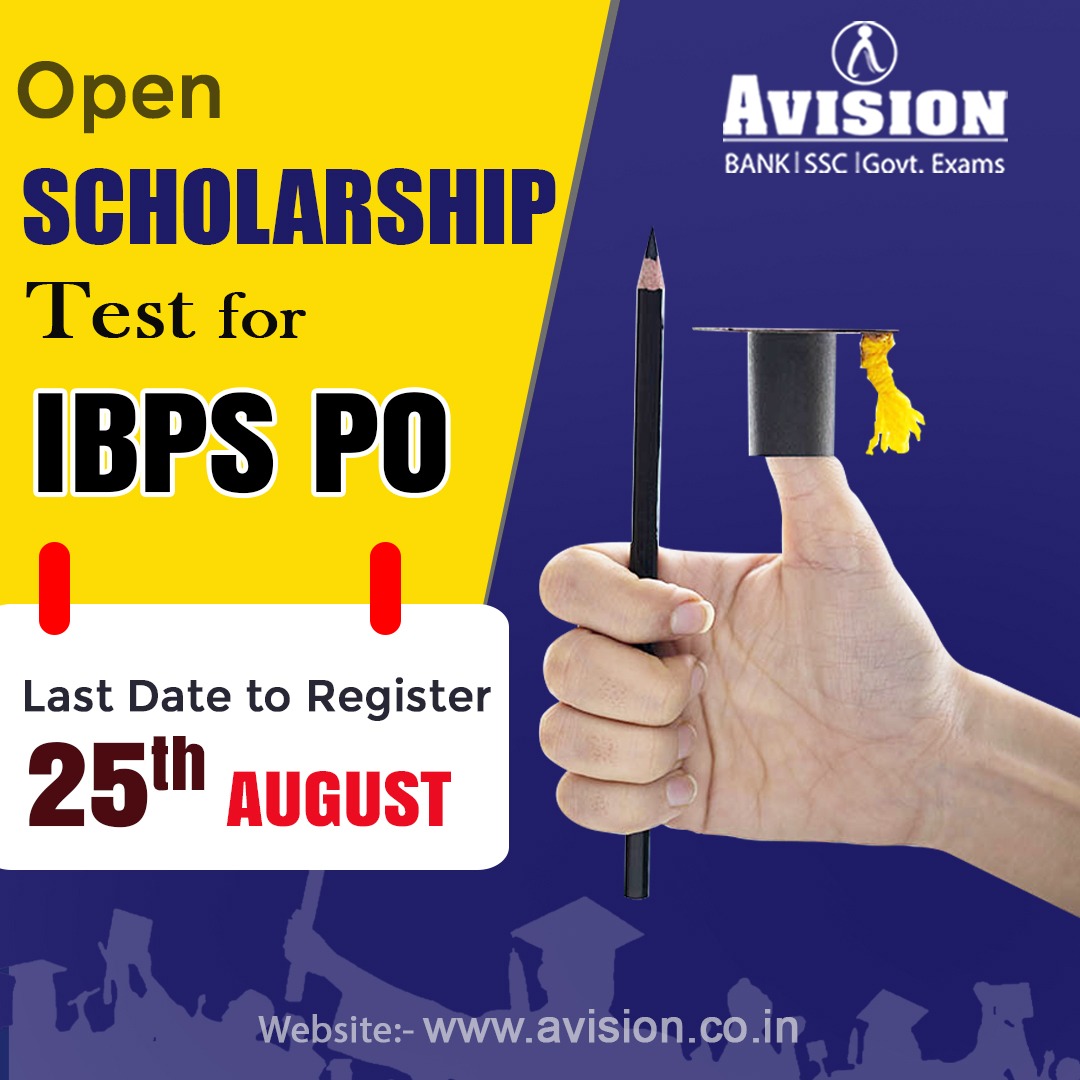 Open
SCHOLARSHIP
Test for
IBPS PO
Last Date to Register
25th AUGUST
AVISION
BANK|SSC |Govt. Exams
Website:- www.avision.co.in